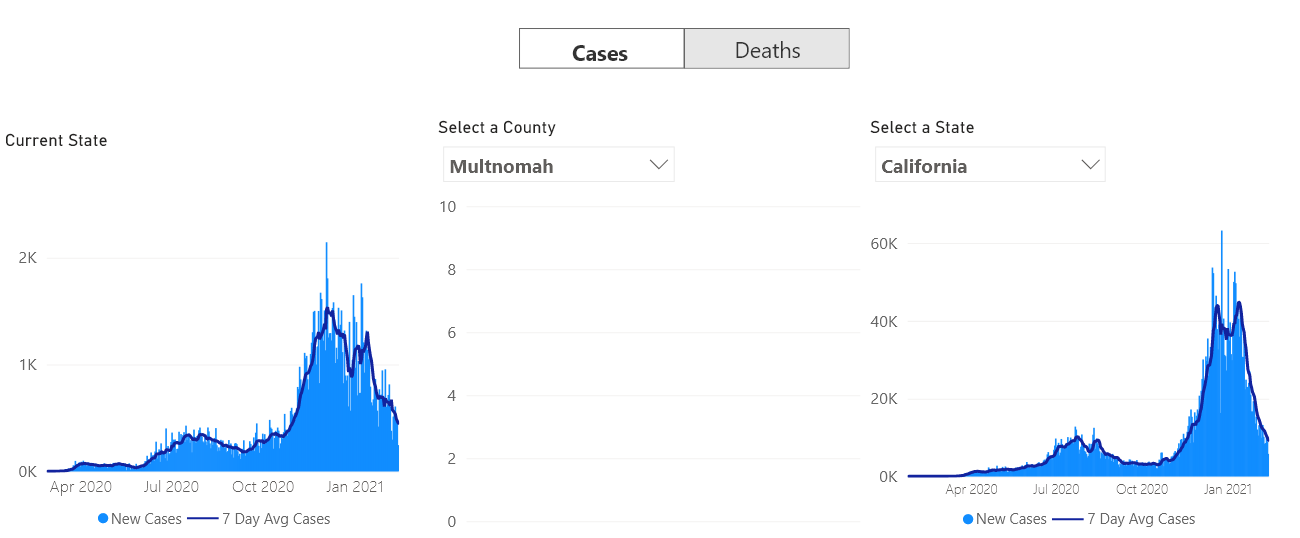 Cases
Deaths
Current State
2K
1K
0K
Apr 2020 Jul 2020 Oct 2020 Jan 2021
New Cases 7 Day Avg Cases
Select a County
Multnomah
10
8
6
4
2
0
Select a State
California
60K
40K
20K
0K
Apr 2020 Jul 2020 Oct 2020 Jan 2021
New Cases 7 Day Avg Cases